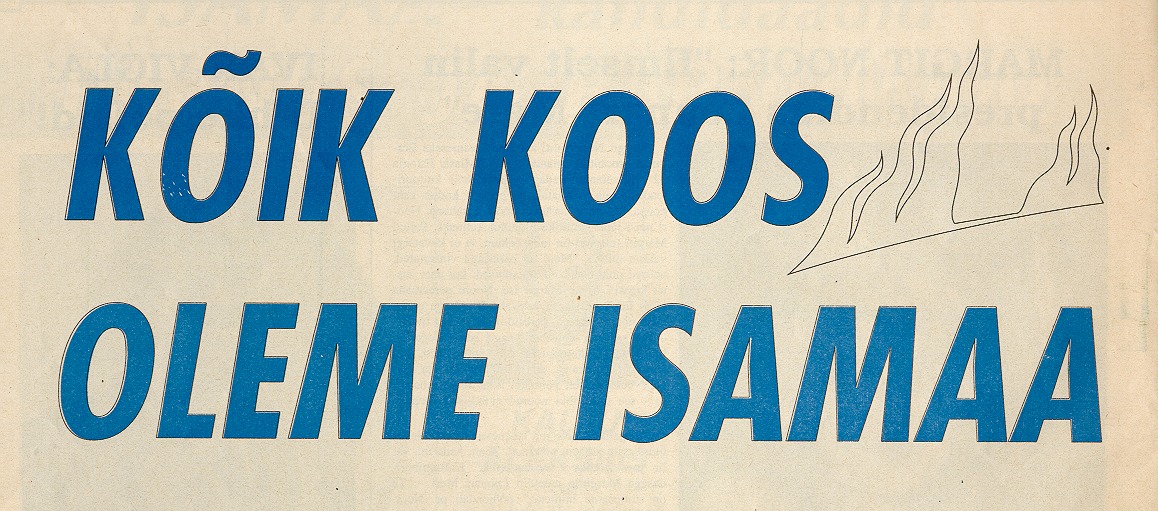 KÕIK KOOS
OLEME ISAMAA